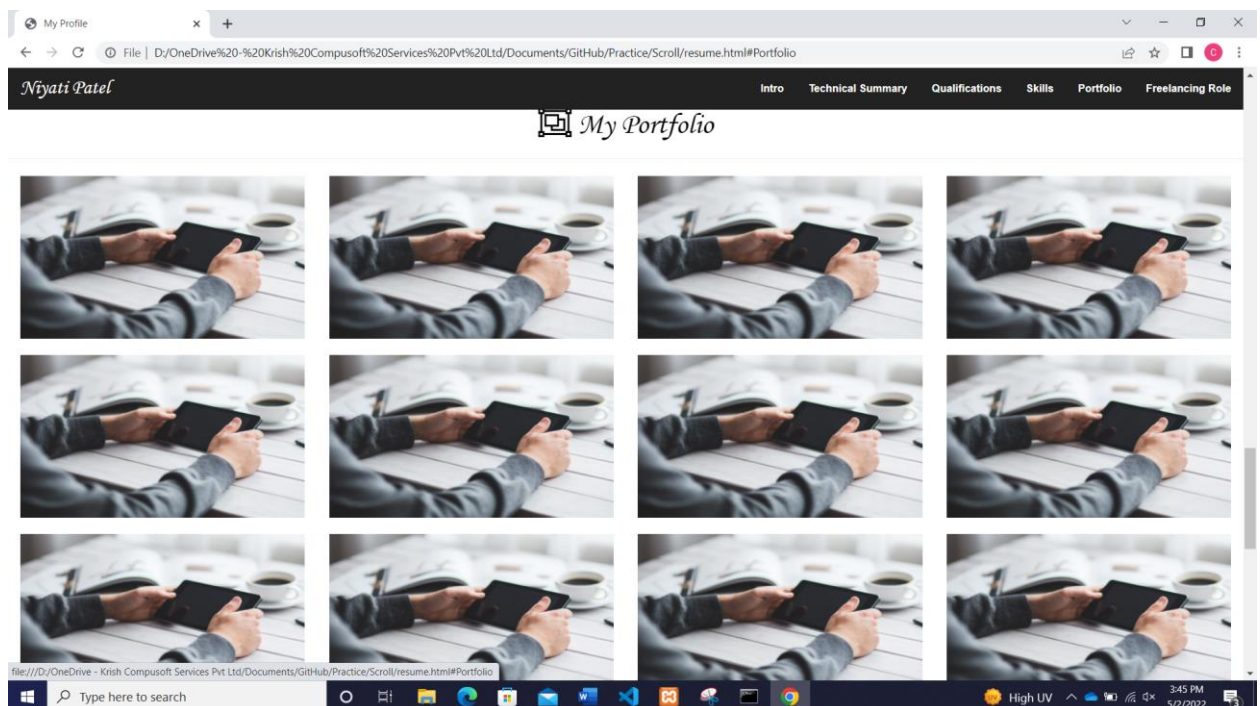 My Profile
File | D:/OneDrive%20-%20Krish%20Compusoft%20Services%20Pvt%20Ltd/Documents/GitHub/Practice/Scroll/resume.html#Portfolio
Niyati Patel
Intro Technical Summary Qualifications Skills Portfolio Freelancing Role
My Portfolio
file:///D:/OneDrive - Krish Compusoft Services Pvt Ltd/Documents/GitHub/Practice/Scroll/resume.html#Portfolio
Type here to search
High UV
3:45 PM
5/2/2022